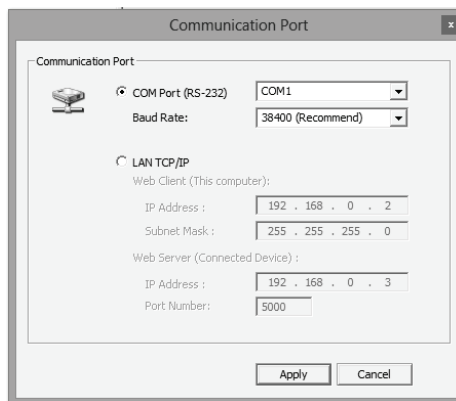 Communication Port
x
Communication Port
COM Port (RS-232) COM1
Baud Rate: 38400 (Recommend)
LAN TCP/IP
Web Client (This computer):
IP Address : 192 . 168 . 0 . 2
Subnet Mask : 255 . 255 . 255 . 0
Web Server (Connected Device) :
IP Address : 192 . 168 . 0 . 3
Port Number: 5000
Apply Cancel